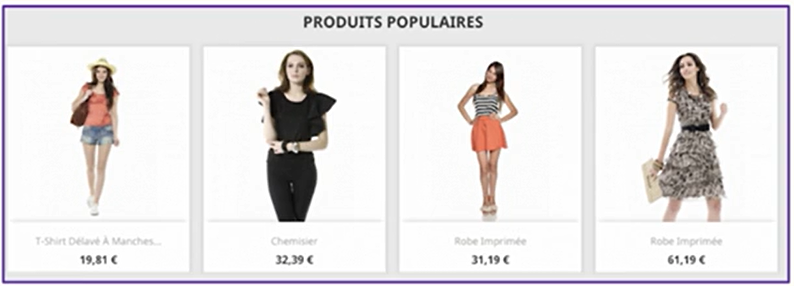 PRODUITS POPULAIRES
T-Shirt Délavé À Manches...
19,81 €
Chemisier
32,39 €
Robe Imprimée
31,19 €
Robe Imprimée
61,19 €